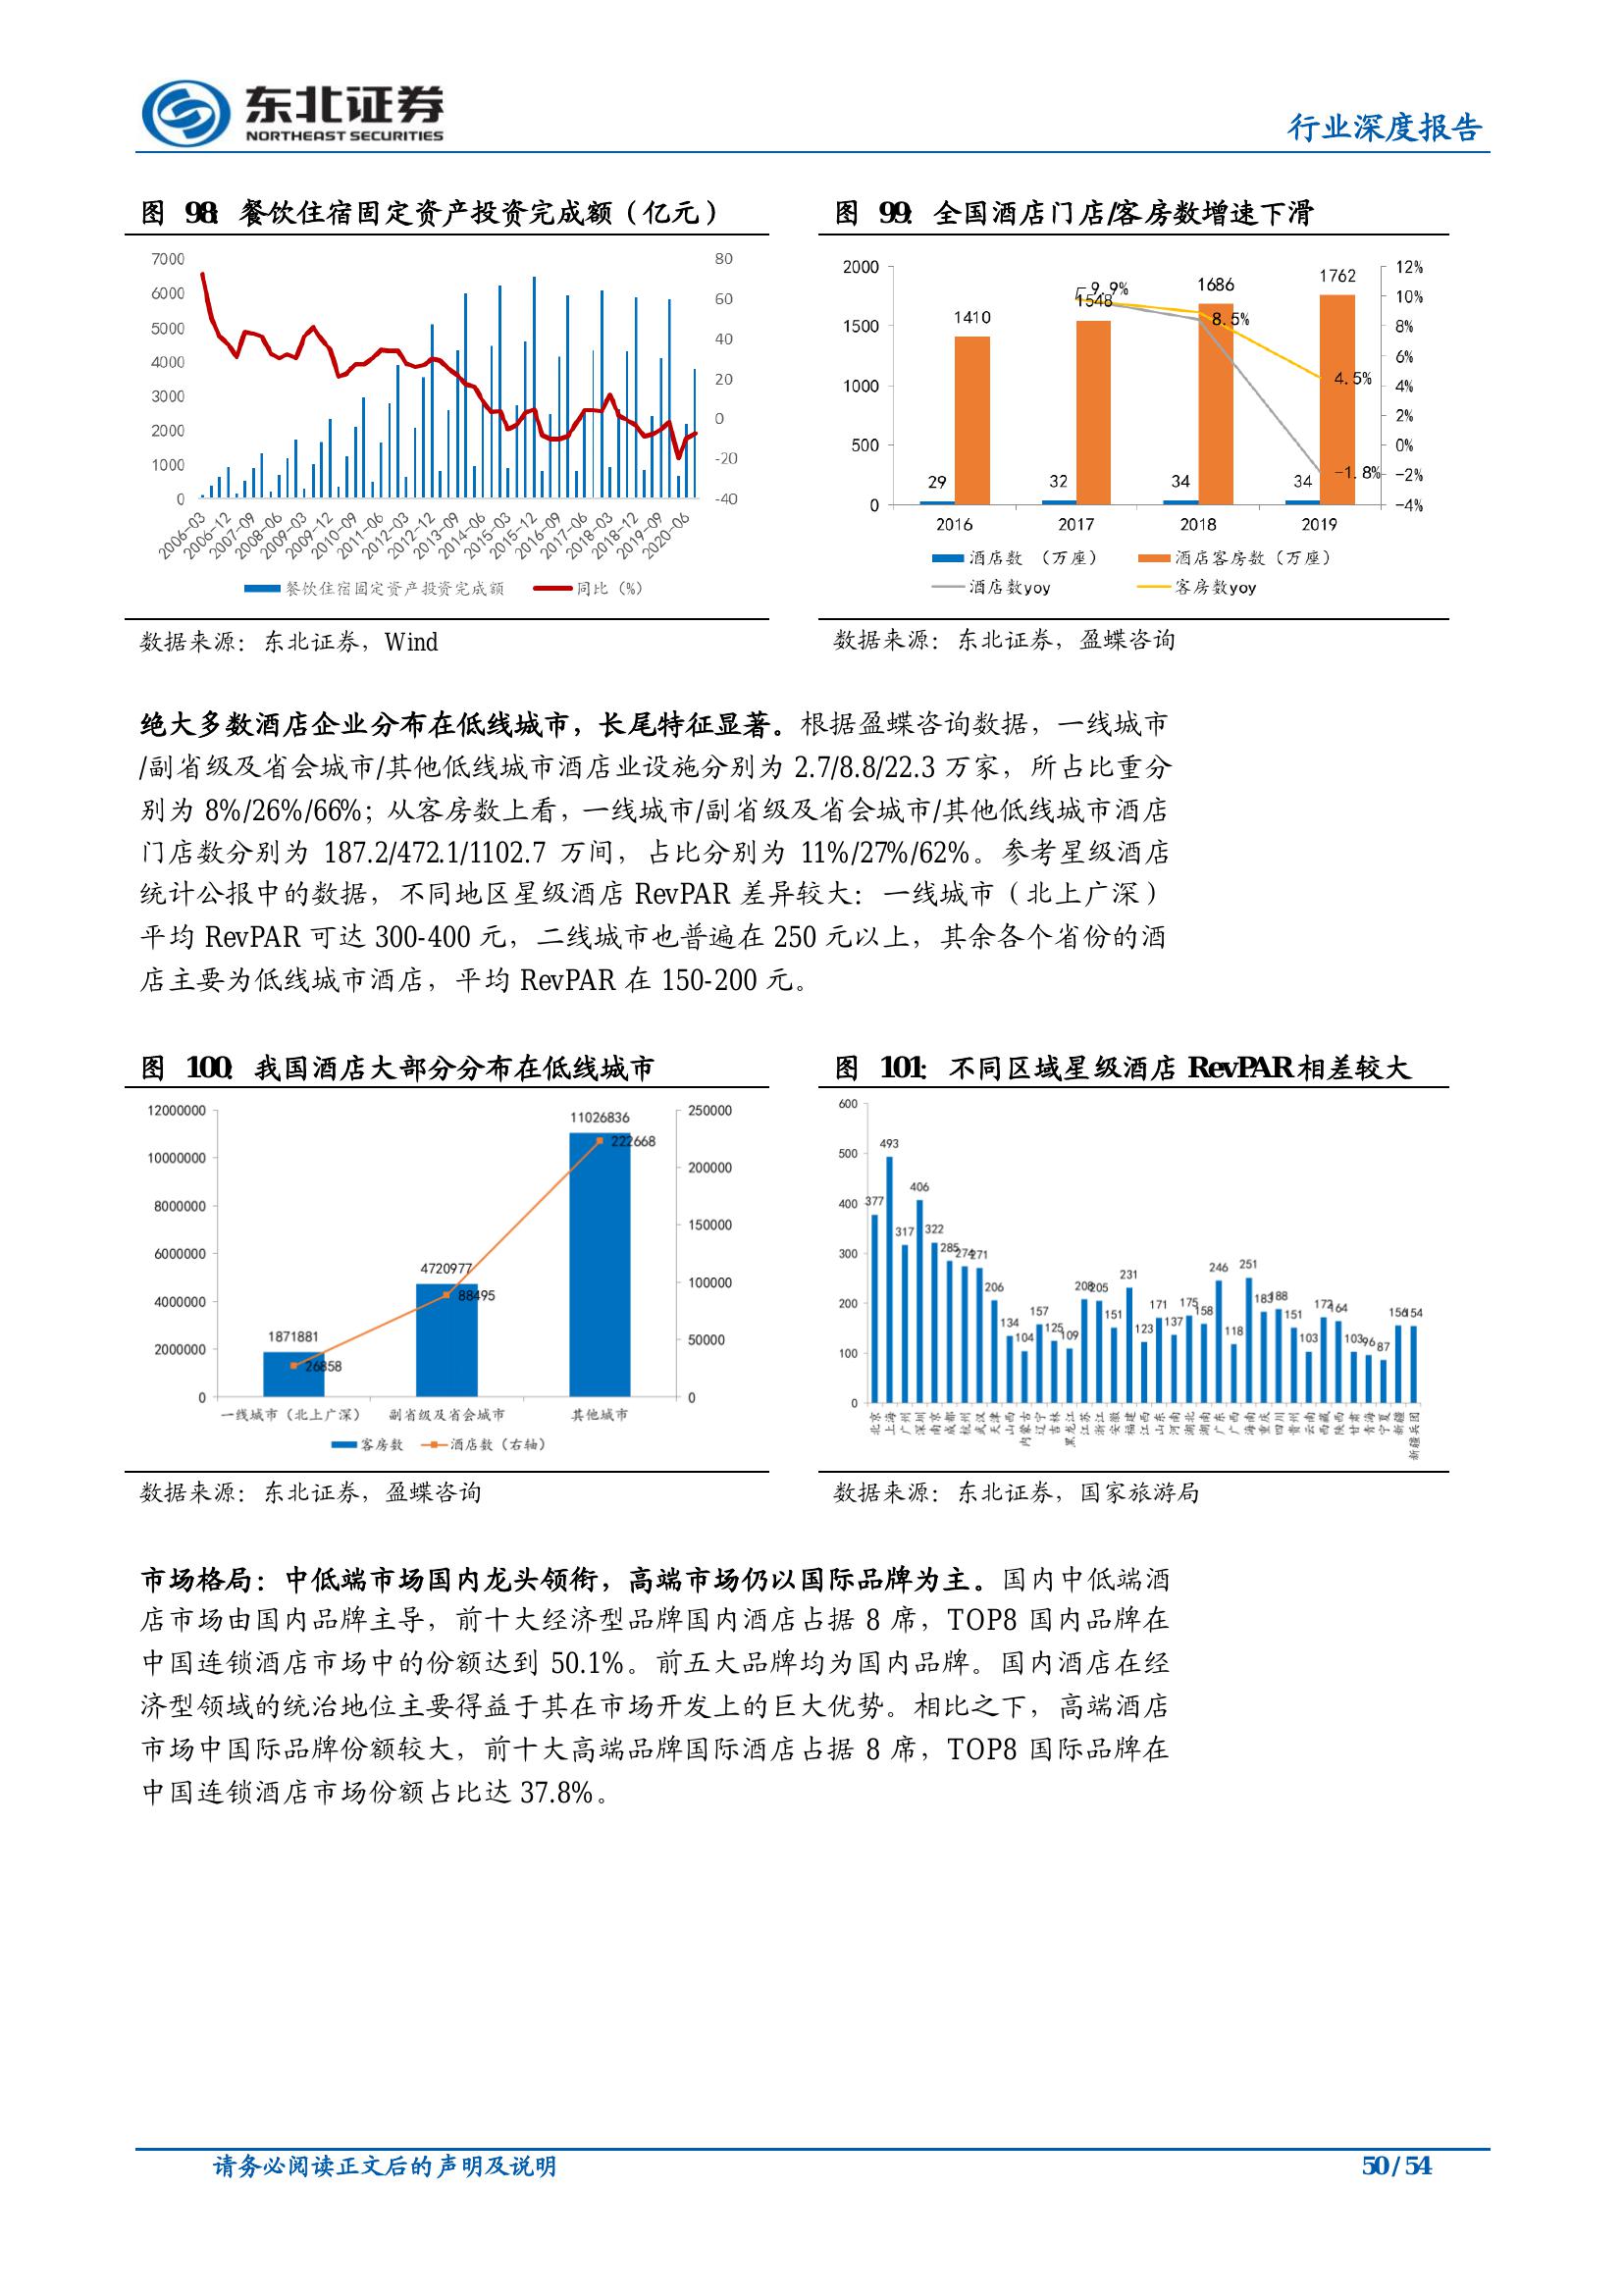 东北证券
NORTHEAST SECURITIES
行业深度报告
图 98: 餐饮住宿固定资产投资完成额（亿元）
7000
6000
5000
4000
3000
2000
1000
0
80
60
40
20
0
-20
-40
2006-03
2006-12
2007-09
2008-06
2009-03
2009-12
2010-09
2011-06
2012-03
2012-12
2013-09
2014-06
2015-03
2015-12
2016-09
2017-06
2018-03
2018-12
2019-09
2020-06
餐饮住宿固定资产投资完成额 同比（%）
数据来源：东北证券，Wind
图 99: 全国酒店门店/客房数增速下滑
2000
1500
1000
500
0
12%
10%
8%
6%
4%
2%
0%
-2%
-4%
1410
1548
1686
1762
29
32
34
34
9.9%
8.5%
4.5%
-1.8%
2016 2017 2018 2019
酒店数 （万座） 酒店客房数（万座）
酒店数yoy 客房数yoy
数据来源：东北证券，盈蝶咨询
绝大多数酒店企业分布在低线城市，长尾特征显著。根据盈蝶咨询数据，一线城市
/副省级及省会城市/其他低线城市酒店业设施分别为 2.7/8.8/22.3 万家，所占比重分
别为 8%/26%/66%；从客房数上看，一线城市/副省级及省会城市/其他低线城市酒店
门店数分别为 187.2/472.1/1102.7 万间，占比分别为 11%/27%/62%。参考星级酒店
统计公报中的数据，不同地区星级酒店 RevPAR 差异较大：一线城市（北上广深）
平均 RevPAR 可达 300-400 元，二线城市也普遍在 250 元以上，其余各个省份的酒
店主要为低线城市酒店，平均 RevPAR 在 150-200 元。
图 100: 我国酒店大部分分布在低线城市
12000000
10000000
8000000
6000000
4000000
2000000
0
250000
200000
150000
100000
50000
0
1871881
4720977
11026836
26858
88495
222668
一线城市（北上广深） 副省级及省会城市 其他城市
客房数 酒店数（右轴）
数据来源：东北证券，盈蝶咨询
图 101: 不同区域星级酒店 RevPAR相差较大
600
500
400
300
200
100
0
377
493
317
406
322
285
274
271
206
134
104
157
125
109
208
205
151
231
123
171
137
175
158
246
118
251
183
188
151
103
172
164
103
96
87
156
154
北京
上海
广州
深圳
南京
成都
杭州
武汉
天津
山西
内蒙古
辽宁
吉林
黑龙江
江苏
浙江
安徽
福建
江西
山东
河南
湖北
湖南
广东
广西
海南
重庆
四川
贵州
云南
西藏
陕西
甘肃
青海
宁夏
新疆
新疆兵团
数据来源：东北证券，国家旅游局
市场格局：中低端市场国内龙头领衔，高端市场仍以国际品牌为主。国内中低端酒
店市场由国内品牌主导，前十大经济型品牌国内酒店占据 8 席，TOP8 国内品牌在
中国连锁酒店市场中的份额达到 50.1%。前五大品牌均为国内品牌。国内酒店在经
济型领域的统治地位主要得益于其在市场开发上的巨大优势。相比之下，高端酒店
市场中国际品牌份额较大，前十大高端品牌国际酒店占据 8 席，TOP8 国际品牌在
中国连锁酒店市场份额占比达 37.8%。
请务必阅读正文后的声明及说明
50 / 54